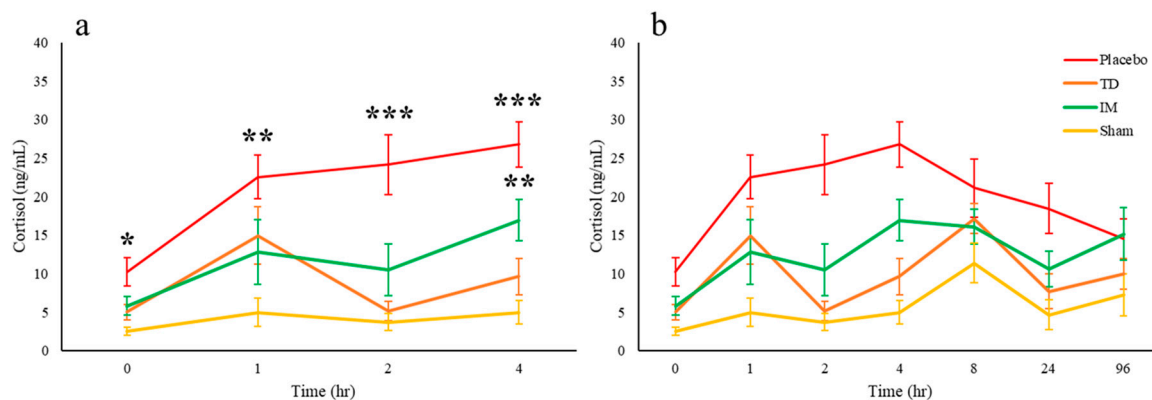 a
40
35
30
25
20
15
10
5
0
Cortisol (ng/mL)
*
**
***
***
**
0 1 2 4
Time (hr)
b
40
35
30
25
20
15
10
5
0
Cortisol (ng/mL)
Placebo
TD
IM
Sham
0 1 2 4 8 24 96
Time (hr)